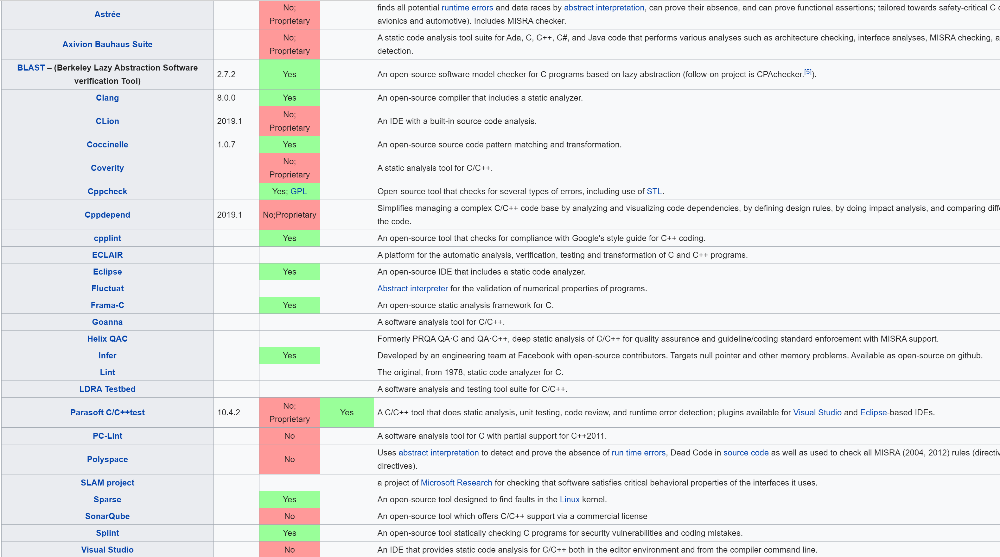 Astrée
No;
Proprietary
finds all potential runtime errors and data races by abstract interpretation, can prove their absence, and can prove functional assertions; tailored towards safety-critical C
avionics and automotive). Includes MISRA checker.
Axivion Bauhaus Suite
No;
Proprietary
A static code analysis tool suite for Ada, C, C++, C#, and Java code that performs various analyses such as architecture checking, interface analyses, MISRA checking,
detection.
BLAST – (Berkeley Lazy Abstraction Software
verification Tool)
2.7.2
Yes
An open-source software model checker for C programs based on lazy abstraction (follow-on project is CPAchecker.[5]).
Clang
8.0.0
Yes
An open-source compiler that includes a static analyzer.
CLion
2019.1
No;
Proprietary
An IDE with a built-in source code analysis.
Coccinelle
1.0.7
Yes
An open-source source code pattern matching and transformation.
Coverity
No;
Proprietary
A static analysis tool for C/C++.
Cppcheck
Yes; GPL
Open-source tool that checks for several types of errors, including use of STL.
Cppdepend
2019.1
No;Proprietary
Simplifies managing a complex C/C++ code base by analyzing and visualizing code dependencies, by defining design rules, by doing impact analysis, and comparing
the code.
cpplint
Yes
An open-source tool that checks for compliance with Google's style guide for C++ coding.
ECLAIR
A platform for the automatic analysis, verification, testing and transformation of C and C++ programs.
Eclipse
Yes
An open-source IDE that includes a static code analyzer.
Fluctuat
Abstract interpreter for the validation of numerical properties of programs.
Frama-C
Yes
An open-source static analysis framework for C.
Goanna
A software analysis tool for C/C++.
Helix QAC
Formerly PRQA QA·C and QA·C++, deep static analysis of C/C++ for quality assurance and guideline/coding standard enforcement with MISRA support.
Infer
Yes
Developed by an engineering team at Facebook with open-source contributors. Targets null pointer and other memory problems. Available as open-source on github.
Lint
The original, from 1978, static code analyzer for C.
LDRA Testbed
A software analysis and testing tool suite for C/C++.
Parasoft C/C++test
10.4.2
No;
Proprietary
Yes
A C/C++ tool that does static analysis, unit testing, code review, and runtime error detection; plugins available for Visual Studio and Eclipse-based IDEs.
PC-Lint
No
A software analysis tool for C with partial support for C++2011.
Polyspace
No
Uses abstract interpretation to detect and prove the absence of run time errors, Dead Code in source code as well as used to check all MISRA (2004, 2012) rules
directives).
SLAM project
a project of Microsoft Research for checking that software satisfies critical behavioral properties of the interfaces it uses.
Sparse
Yes
An open-source tool designed to find faults in the Linux kernel.
SonarQube
No
An open-source tool which offers C/C++ support via a commercial license
Splint
Yes
An open-source tool statically checking C programs for security vulnerabilities and coding mistakes.
Visual Studio
No
An IDE that provides static code analysis for C/C++ both in the editor environment and from the compiler command line.